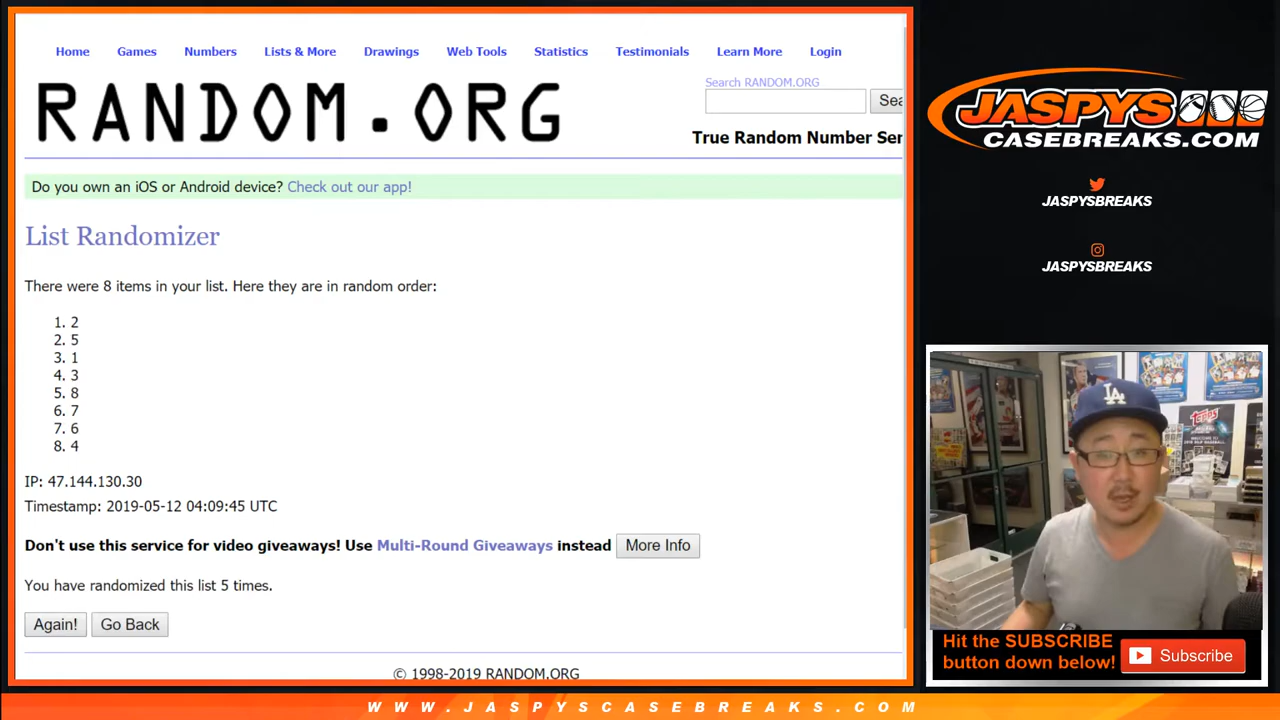 Home Games Numbers Lists & More Drawings Web Tools Statistics Testimonials Learn More Login
RANDOM.ORG
Search RANDOM.ORG
Sea
True Random Number Ser
Do you own an iOS or Android device? Check out our app!
List Randomizer
There were 8 items in your list. Here they are in random order:
1. 2
2. 5
3. 1
4. 3
5. 8
6. 7
7. 6
8. 4
IP: 47.144.130.30
Timestamp: 2019-05-12 04:09:45 UTC
Don't use this service for video giveaways! Use Multi-Round Giveaways instead More Info
You have randomized this list 5 times.
Again! Go Back
© 1998-2019 RANDOM.ORG
JASPYS
CASEBREAKS.COM
JASPYSBREAKS
JASPYSBREAKS
LA
TOPPS
Hit the SUBSCRIBE
button down below!
Subscribe
WWW.JASPYSCASEBREAKS.COM